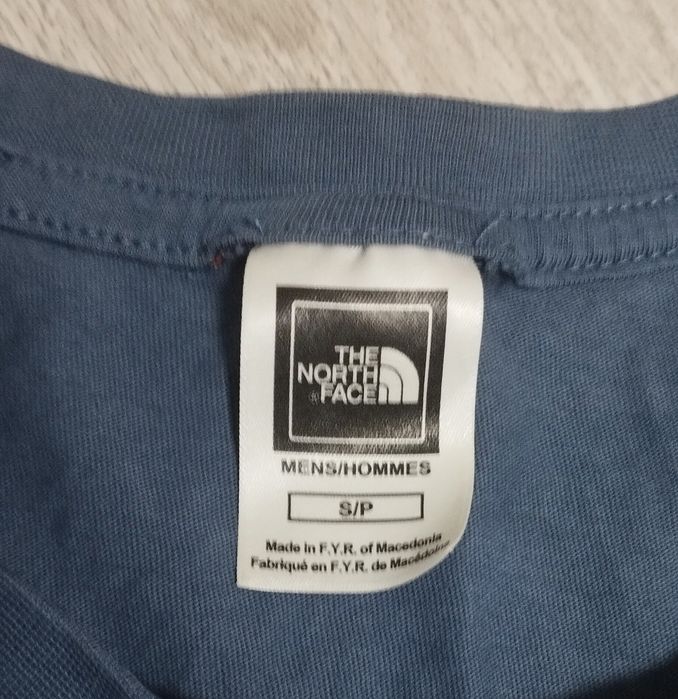 THE
NORTH
® FACE
MENS/HOMMES
S/P
Made in F.Y.R. of Macedonia
Fabriqué en F.Y.R. de Macédoine